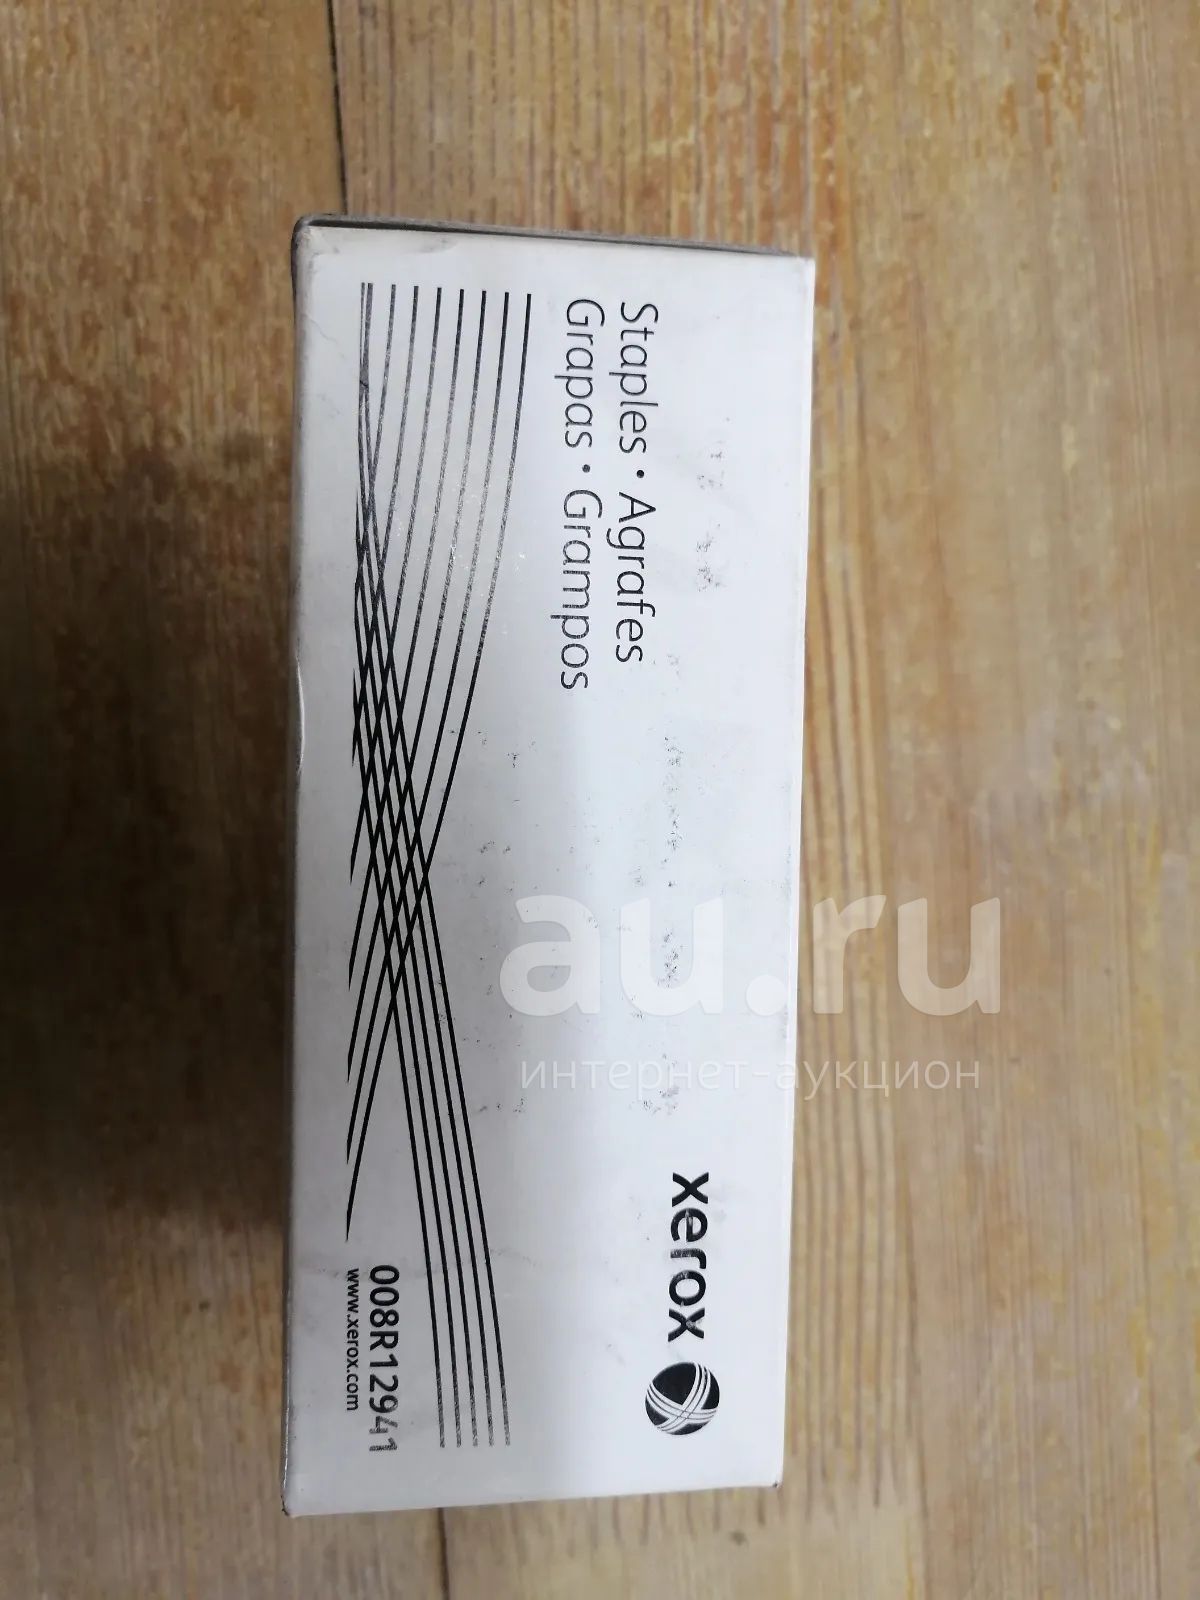 Staples · Agrafes
Grapas · Grampos
xerox
008R12941
www.xerox.com
au.ru
интернет-аукцион